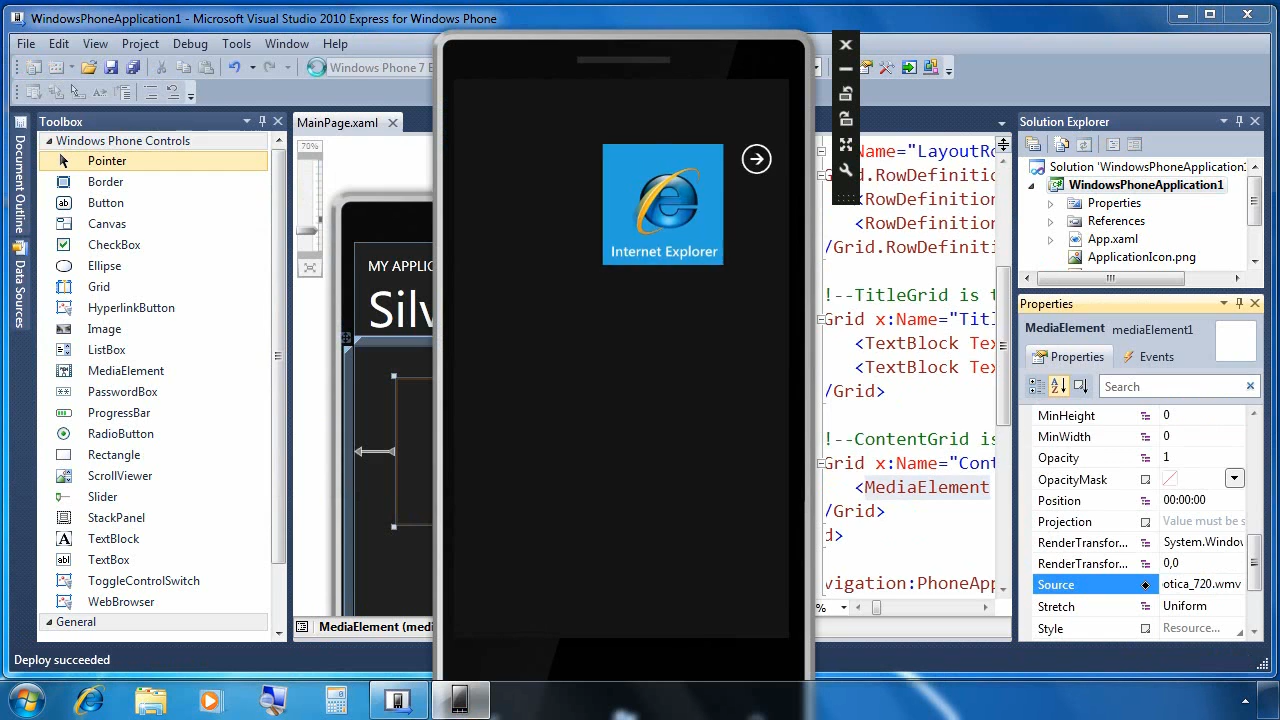 WindowsPhoneApplication1 - Microsoft Visual Studio 2010 Express for Windows Phone
File Edit View Project Debug Tools Window Help
Windows Phone 7 E
Toolbox
MainPage.xaml
Solution Explorer
Document Outline
Data Sources
Windows Phone Controls
Pointer
Border
Button
Canvas
CheckBox
Ellipse
Grid
HyperlinkButton
Image
ListBox
MediaElement
PasswordBox
ProgressBar
RadioButton
Rectangle
ScrollViewer
Slider
StackPanel
TextBlock
TextBox
ToggleControlSwitch
WebBrowser
General
70%
MY APPLIC
Silv
MediaElement (medi
Internet Explorer
Name="LayoutRo
d.RowDefinition
<RowDefinition
<RowDefinition
/Grid.RowDefiniti
!--TitleGrid is t
Grid x:Name="Titl
<TextBlock Tex
<TextBlock Tex
/Grid>
!--ContentGrid is
Grid x:Name="Cont
<MediaElement
/Grid>
d>
vigation:PhoneApp
%
Solution 'WindowsPhoneApplication1'
WindowsPhoneApplication1
Properties
References
App.xaml
ApplicationIcon.png
Properties
MediaElement mediaElement1
Properties Events
Search
MinHeight 0
MinWidth 0
Opacity 1
OpacityMask
Position 00:00:00
Projection Value must be s
RenderTransfor... System.Window
RenderTransfo... 0,0
Source otica_720.wmv
Stretch Uniform
Style Resource...
Deploy succeeded